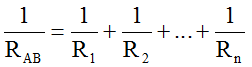 1/R_AB = 1/R_1 + 1/R_2 + ... + 1/R_n